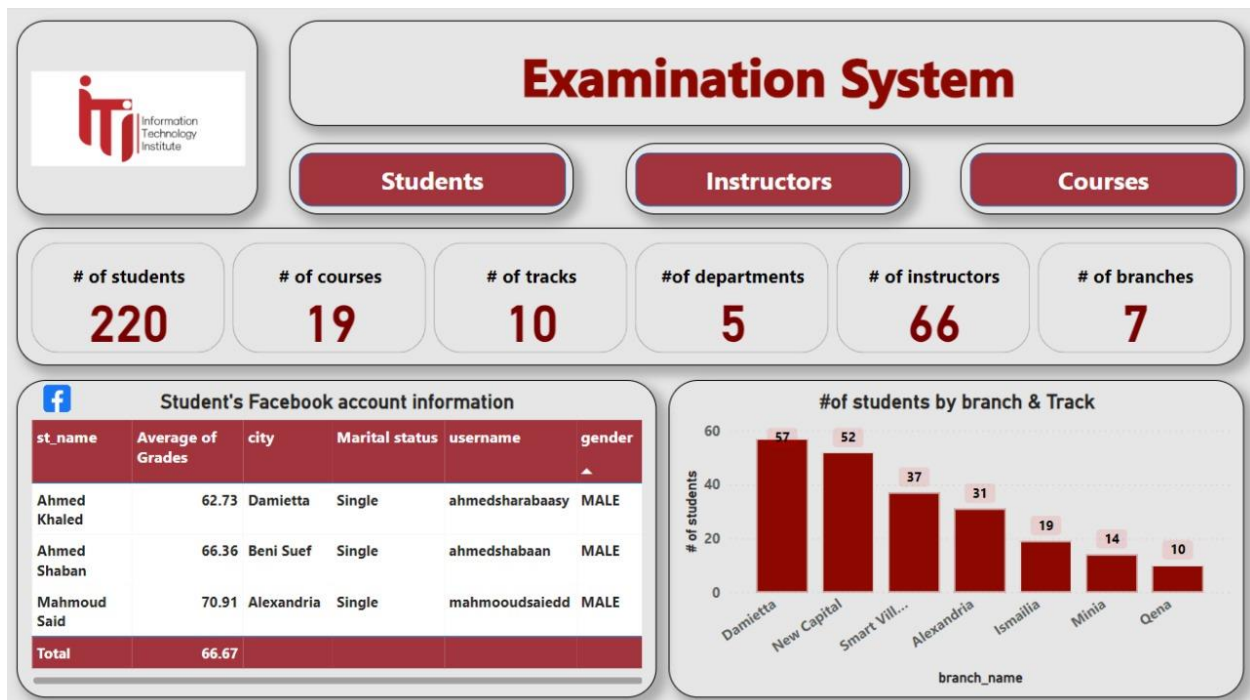 iTi
Information
Technology
Institute
Examination System
Students Instructors Courses
# of students # of courses # of tracks #of departments # of instructors # of branches
220 19 10 5 66 7
Student's Facebook account information
st_name Average of Grades city Marital status username gender
Ahmed Khaled 62.73 Damietta Single ahmedsharabaasy MALE
Ahmed Shaban 66.36 Beni Suef Single ahmedshabaan MALE
Mahmoud Said 70.91 Alexandria Single mahmooudsaiedd MALE
Total 66.67
#of students by branch & Track
# of students
60
40
20
0
57 52 37 31 19 14 10
Damietta New Capital Smart Vill... Alexandria Ismailia Minia Qena
branch_name